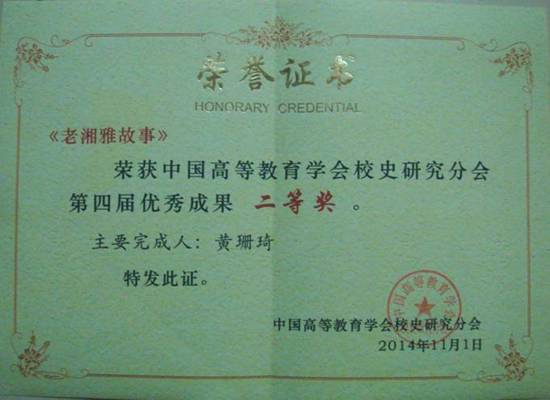 荣誉证书
HONORARY CREDENTIAL
《老湘雅故事》
荣获中国高等教育学会校史研究分会
第四届优秀成果 二等奖 。
主要完成人：黄珊琦
特发此证。
中国高等教育学会校史研究分会
2014年11月1日